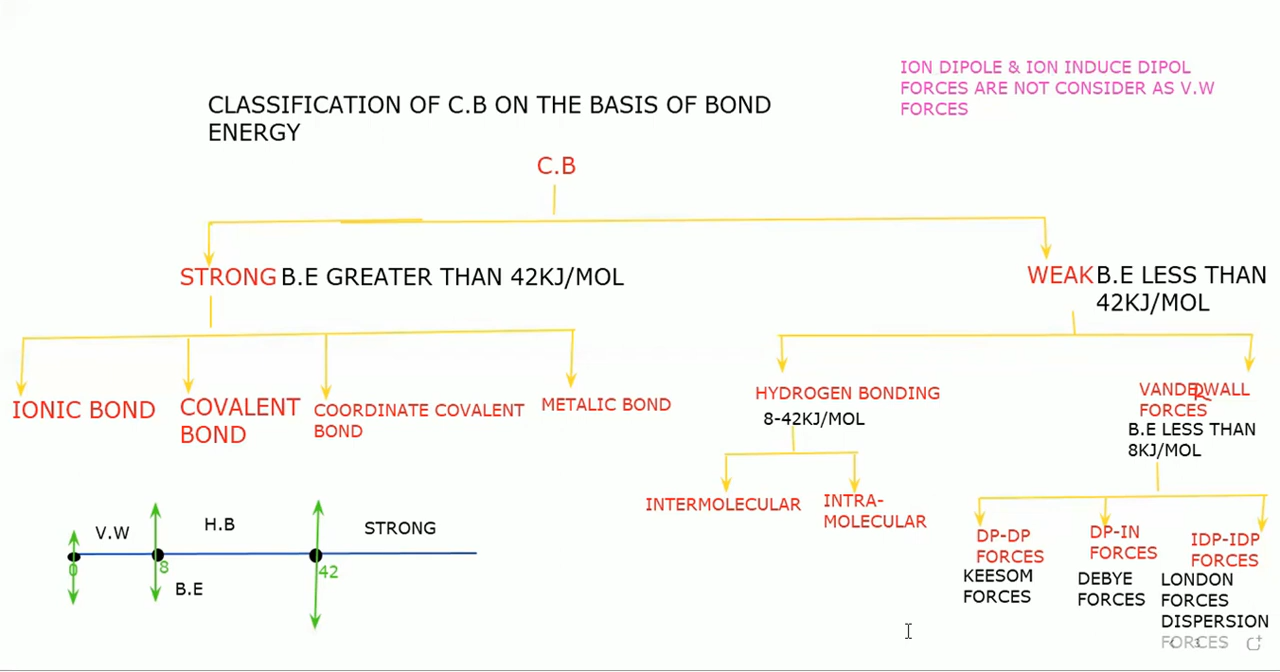 ION DIPOLE & ION INDUCE DIPOL
FORCES ARE NOT CONSIDER AS V.W
FORCES
CLASSIFICATION OF C.B ON THE BASIS OF BOND
ENERGY
C.B
STRONG B.E GREATER THAN 42KJ/MOL
WEAK B.E LESS THAN
42KJ/MOL
IONIC BOND
COVALENT
BOND
COORDINATE COVALENT
BOND
METALIC BOND
HYDROGEN BONDING
8-42KJ/MOL
INTERMOLECULAR
INTRA-
MOLECULAR
VANDERWALL
FORCES
B.E LESS THAN
8KJ/MOL
DP-DP
FORCES
KEESOM
FORCES
DP-IN
FORCES
DEBYE
FORCES
IDP-IDP
FORCES
LONDON
FORCES
DISPERSION
FORCES
V.W
H.B
STRONG
0
8
42
B.E